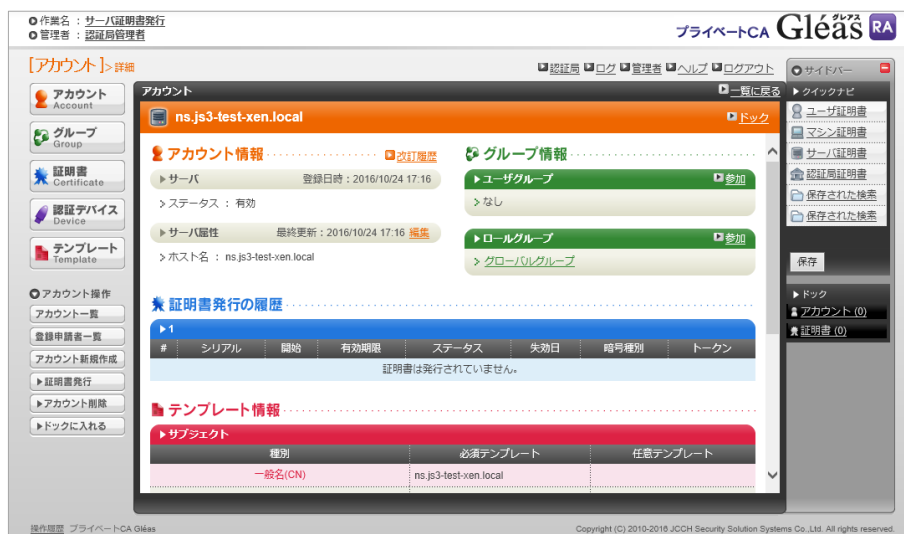 作業名 : サーバ証明書発行
管理者 : 認証局管理者
プライベートCA Gléas グレアス RA
[アカウント]>詳細
認証局 ログ 管理者 ヘルプ ログアウト
アカウント Account
グループ Group
証明書 Certificate
認証デバイス Device
テンプレート Template
アカウント操作
アカウント一覧
登録申請者一覧
アカウント新規作成
▶証明書発行
▶アカウント削除
▶ドックに入れる
アカウント 一覧に戻る
ns.js3-test-xen.local ドック
アカウント情報 改訂履歴
▶サーバ 登録日時:2016/10/24 17:16
>ステータス : 有効
▶サーバ属性 最終更新:2016/10/24 17:16 編集
>ホスト名 : ns.js3-test-xen.local
グループ情報
▶ユーザグループ 参加
>なし
▶ロールグループ 参加
>グローバルグループ
証明書発行の履歴
▶1
# シリアル 開始 有効期限 ステータス 失効日 暗号種別 トークン
証明書は発行されていません。
テンプレート情報
▶サブジェクト
種別 必須テンプレート 任意テンプレート
一般名(CN) ns.js3-test-xen.local
サイドバー
▶クイックナビ
ユーザ証明書
マシン証明書
サーバ証明書
認証局証明書
保存された検索
保存された検索
保存
▶ドック
アカウント (0)
証明書 (0)
操作履歴 プライベートCA Gléas
Copyright (C) 2010-2016 JCCH Security Solution Systems Co.,Ltd. All rights reserved.